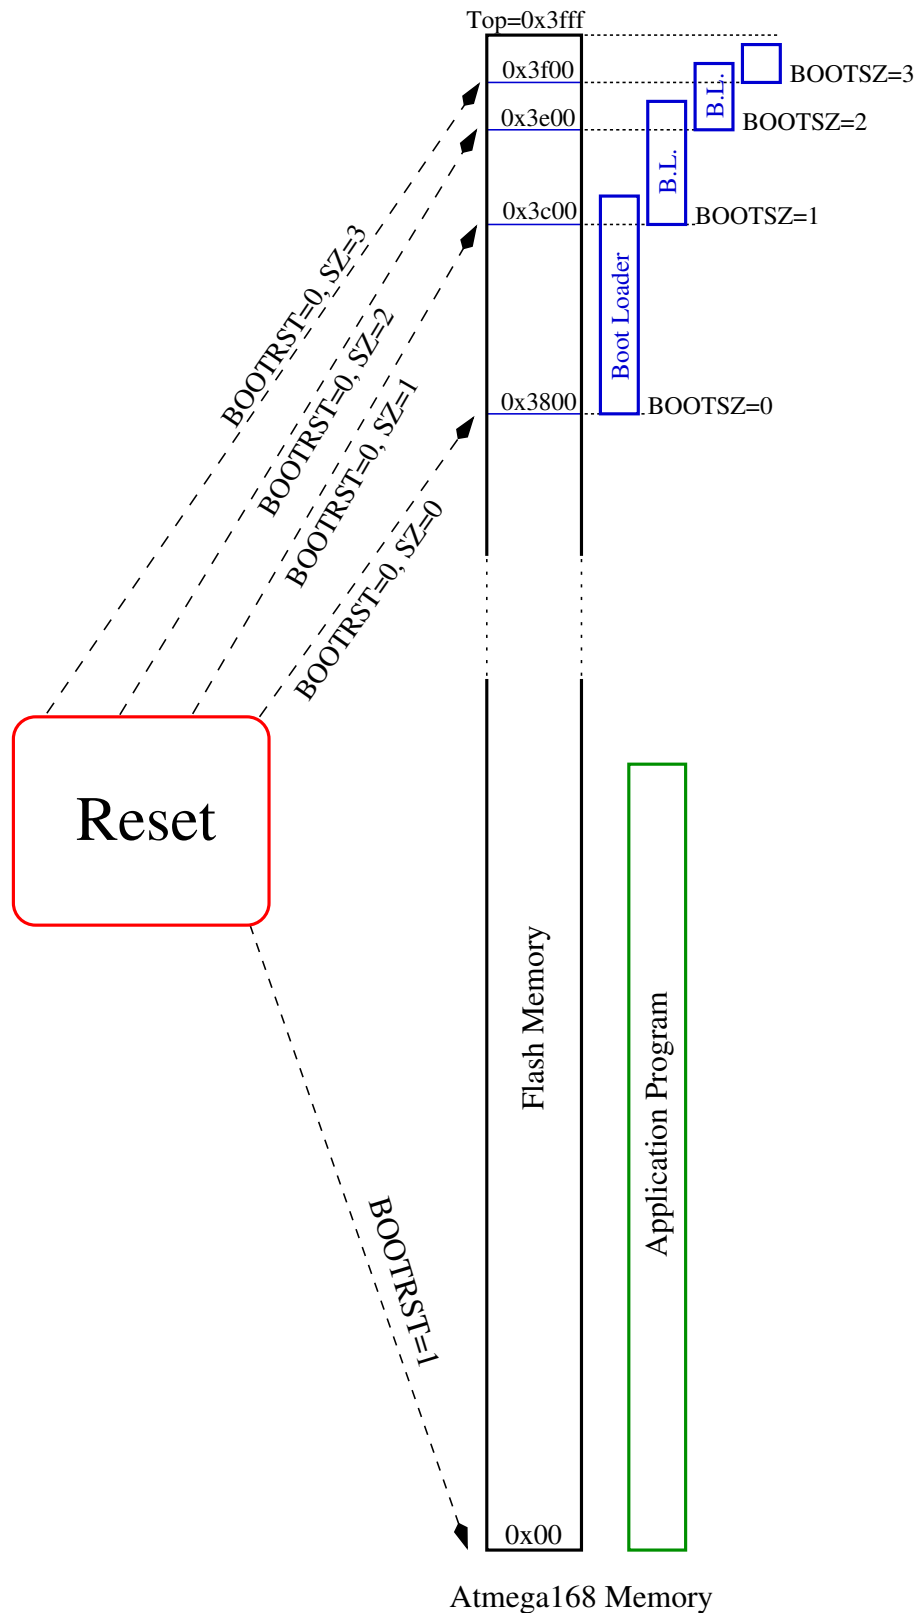 Top=0x3fff
0x3f00
BOOTSZ=3
B.L.
0x3e00
BOOTSZ=2
B.L.
0x3c00
BOOTSZ=1
Boot Loader
0x3800
BOOTSZ=0
BOOTRST=0, SZ=3
BOOTRST=0, SZ=2
BOOTRST=0, SZ=1
BOOTRST=0, SZ=0
Reset
Flash Memory
Application Program
BOOTRST=1
0x00
Atmega168 Memory